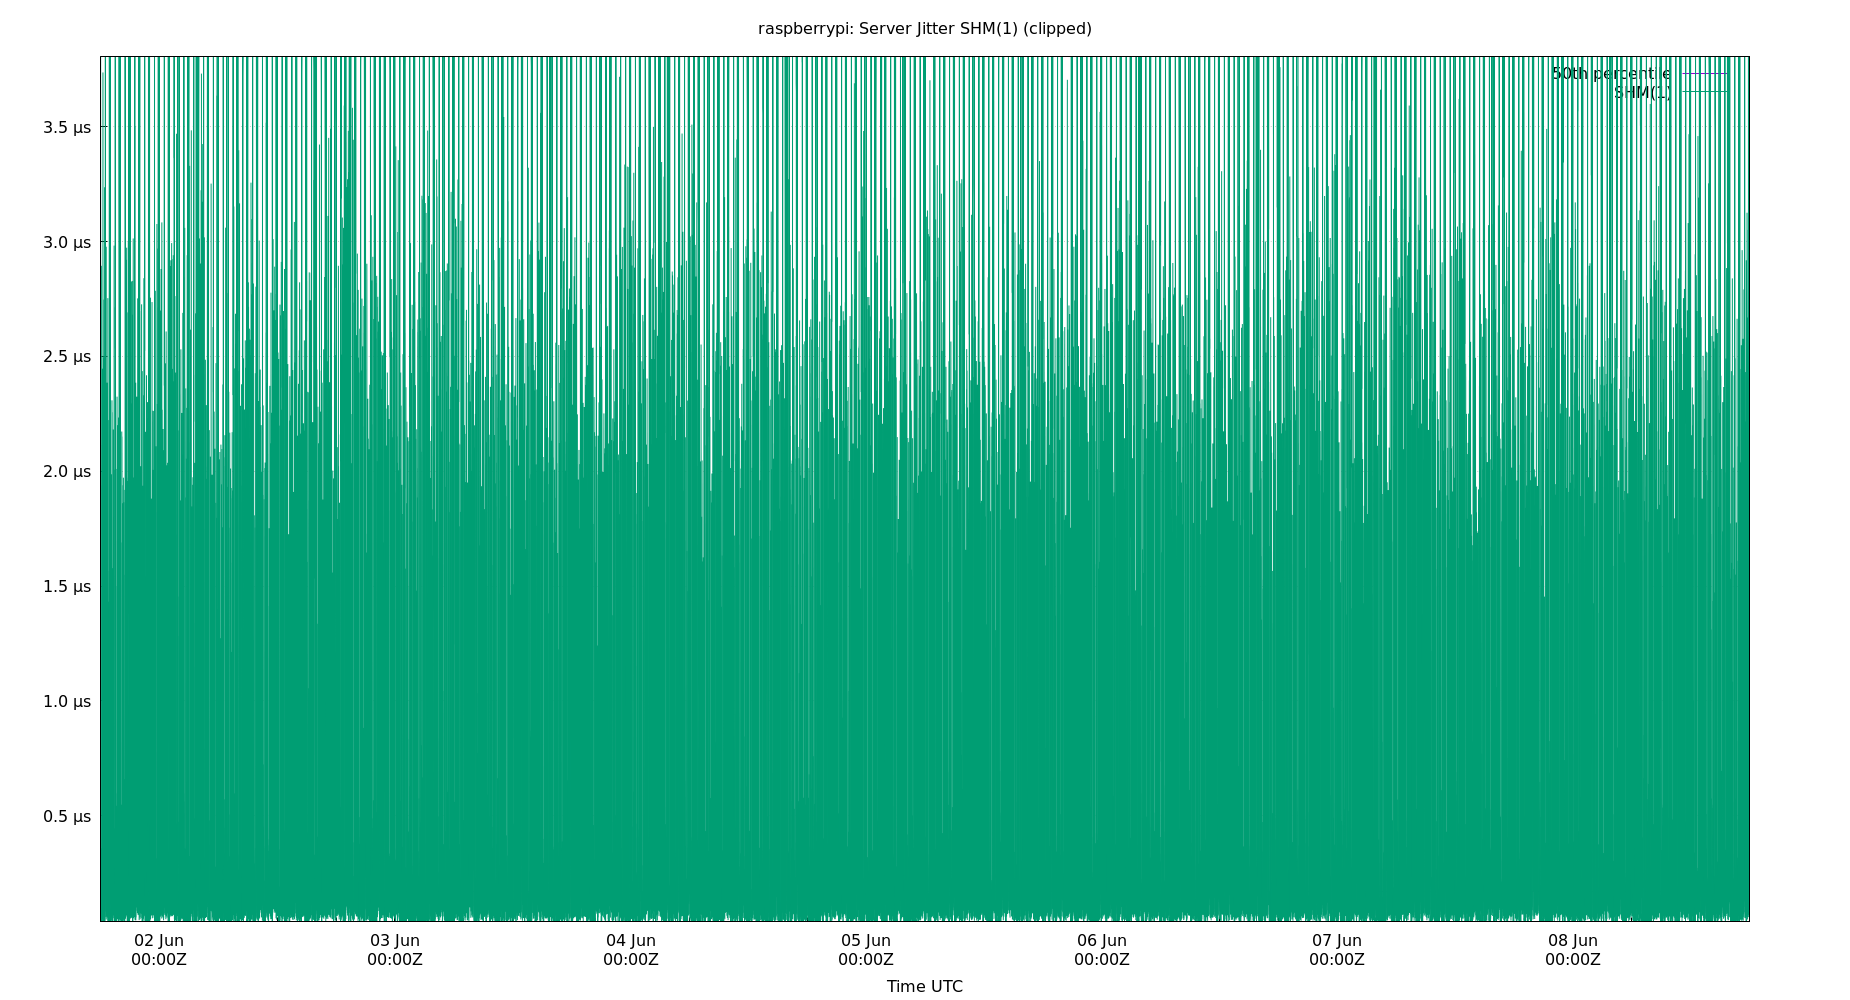 raspberrypi: Server Jitter SHM(1) (clipped)
50th percentile
SHM(1)
3.5 µs
3.0 µs
2.5 µs
2.0 µs
1.5 µs
1.0 µs
0.5 µs
02 Jun 03 Jun 04 Jun 05 Jun 06 Jun 07 Jun 08 Jun
00:00Z 00:00Z 00:00Z 00:00Z 00:00Z 00:00Z 00:00Z
Time UTC